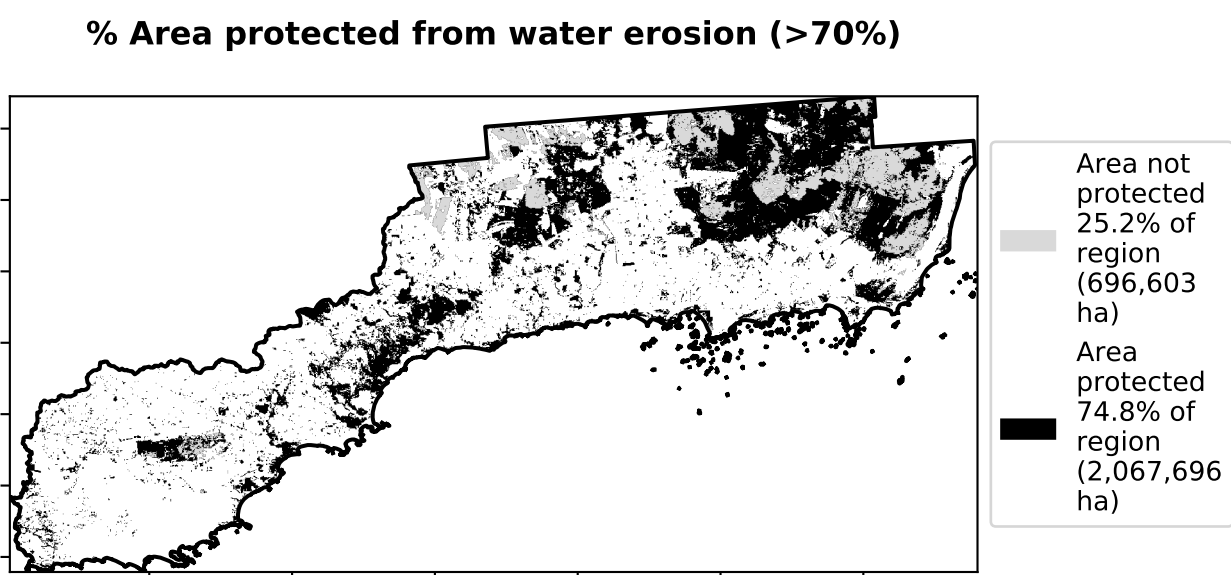 % Area protected from water erosion (>70%)
Area not
protected
25.2% of
region
(696,603
ha)
Area
protected
74.8% of
region
(2,067,696
ha)